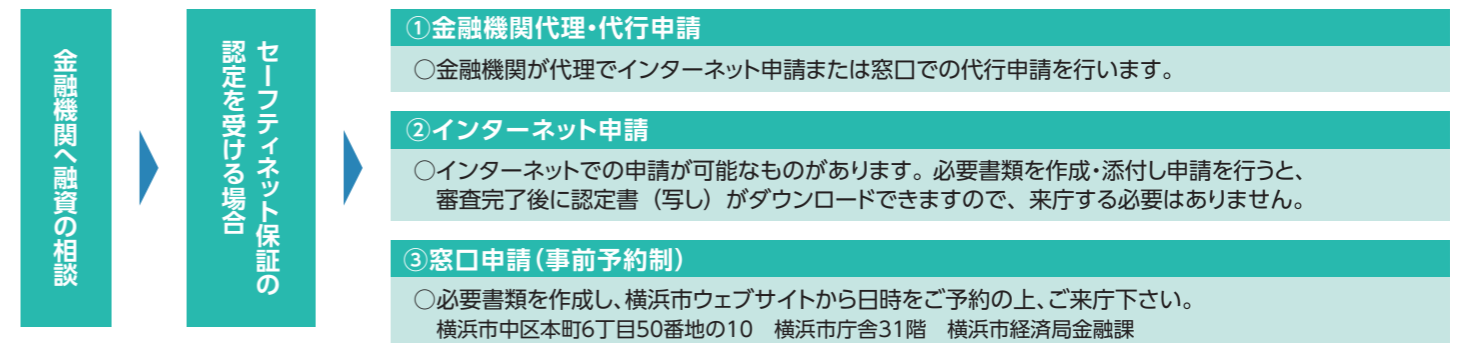 金融機関へ融資の相談
セーフティネット保証の
認定を受ける場合
①金融機関代理・代行申請
○金融機関が代理でインターネット申請または窓口での代行申請を行います。
②インターネット申請
○インターネットでの申請が可能なものがあります。必要書類を作成・添付し申請を行うと、
審査完了後に認定書（写し）がダウンロードできますので、来庁する必要はありません。
③窓口申請（事前予約制）
○必要書類を作成し、横浜市ウェブサイトから日時をご予約の上、ご来庁下さい。
横浜市中区本町6丁目50番地の10　横浜市庁舎31階　横浜市経済局金融課